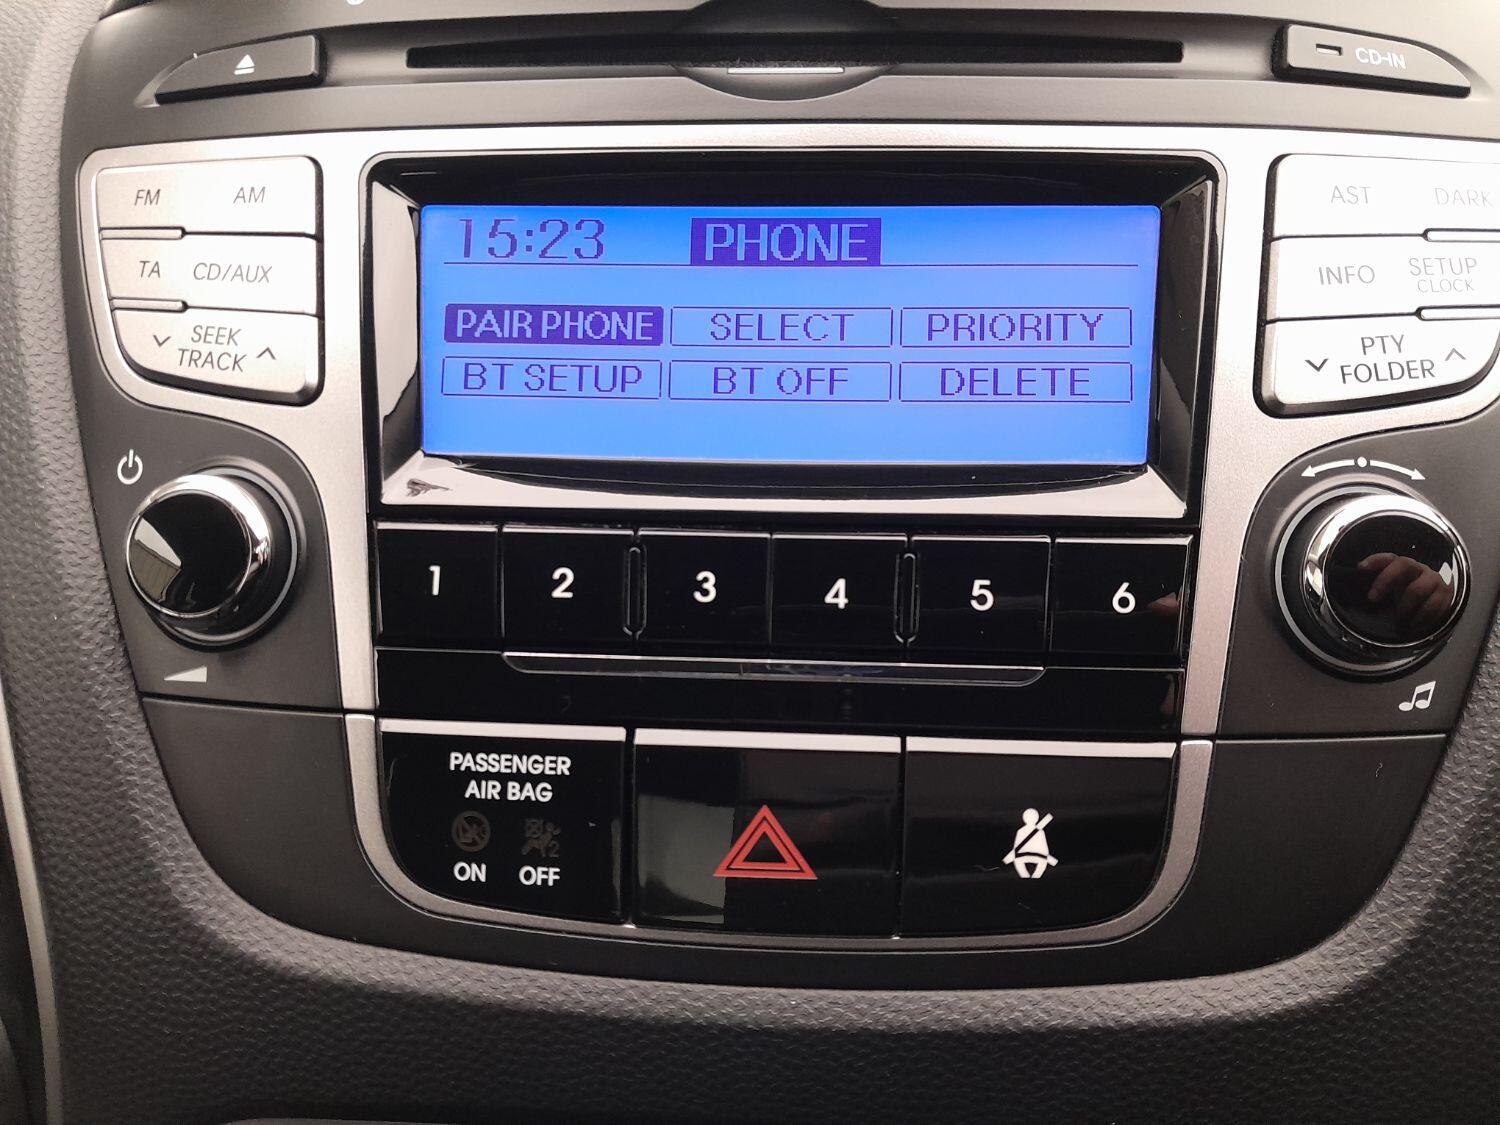 CD-IN
FM AM
TA CD/AUX
SEEK
TRACK
15:23 PHONE
PAIR PHONE SELECT PRIORITY
BT SETUP BT OFF DELETE
AST DARK
INFO SETUP
CLOCK
PTY
FOLDER
1 2 3 4 5 6
PASSENGER
AIR BAG
ON OFF